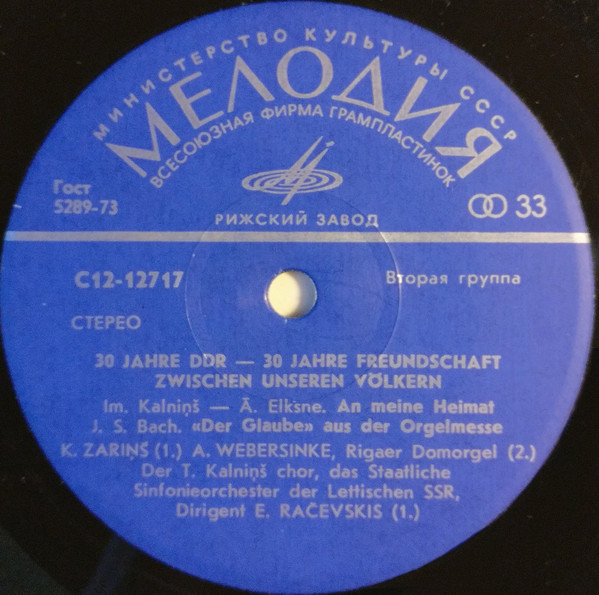 МИНИСТЕРСТВО КУЛЬТУРЫ СССР
МЕЛОДИЯ
ВСЕСОЮЗНАЯ ФИРМА ГРАМПЛАСТИНОК
Гост
5289-73
33
РИЖСКИЙ ЗАВОД
С12-12717
Вторая группа
СТЕРЕО
30 JAHRE DDR — 30 JAHRE FREUNDSCHAFT
ZWISCHEN UNSEREN VÖLKERN
Im. Kalniņš — Ā. Elksne. An meine Heimat
J. S. Bach. «Der Glaube» aus der Orgelmesse
K. ZARIŅŠ (1.) A. WEBERSINKE, Rigaer Domorgel (2.)
Der T. Kalniņš chor, das Staatliche
Sinfonieorchester der Lettischen SSR,
Dirigent E. RAČEVSKIS (1.)